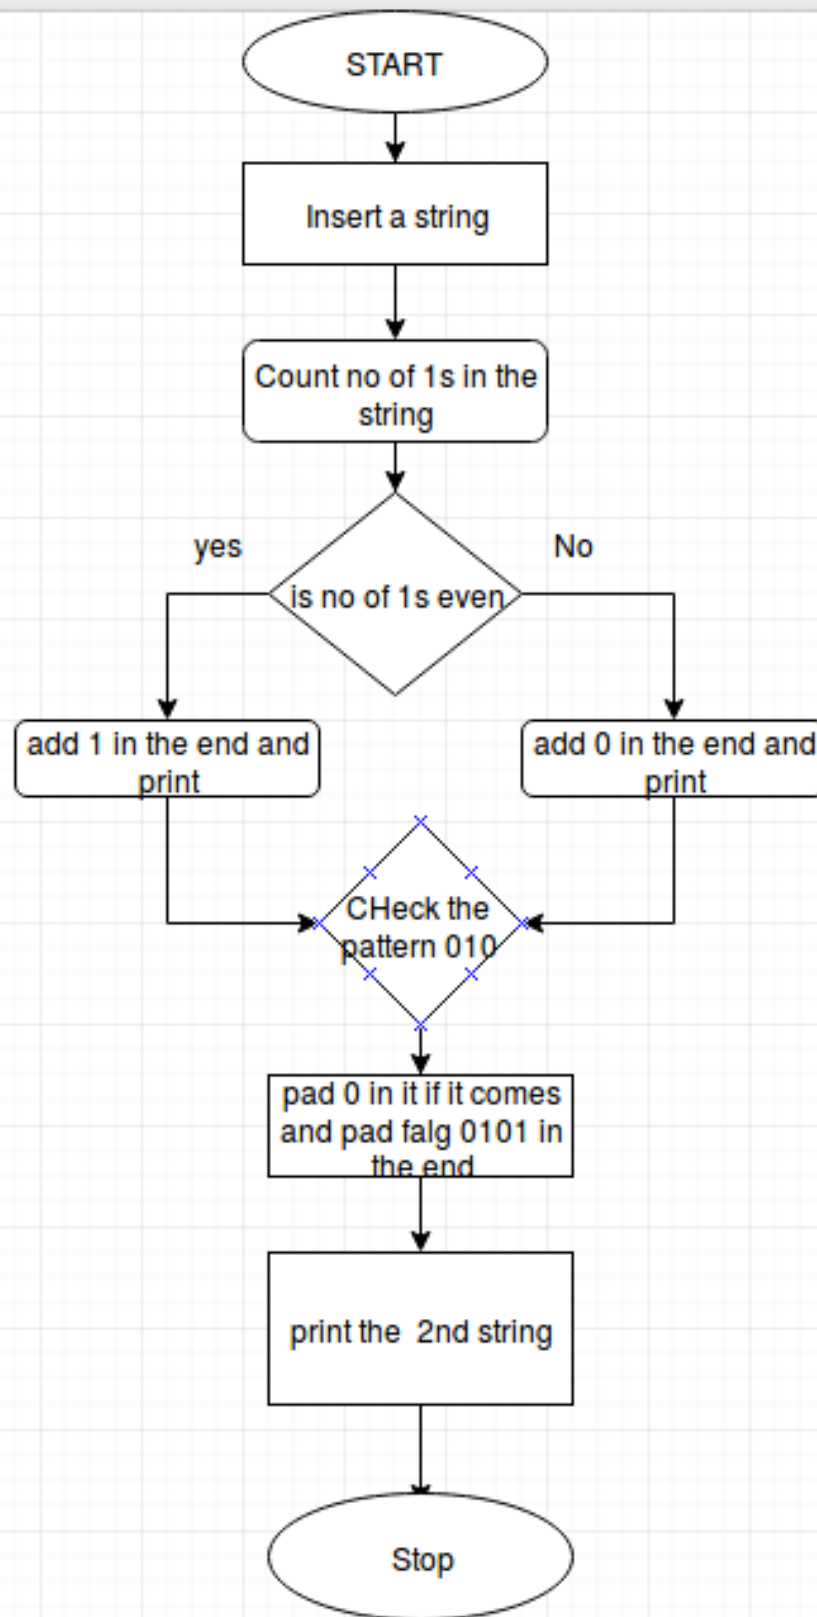 START
Insert a string
Count no of 1s in the
string
yes
No
is no of 1s even
add 1 in the end and
print
add 0 in the end and
print
CHeck the
pattern 010
pad 0 in it if it comes
and pad falg 0101 in
the end
print the  2nd string
Stop